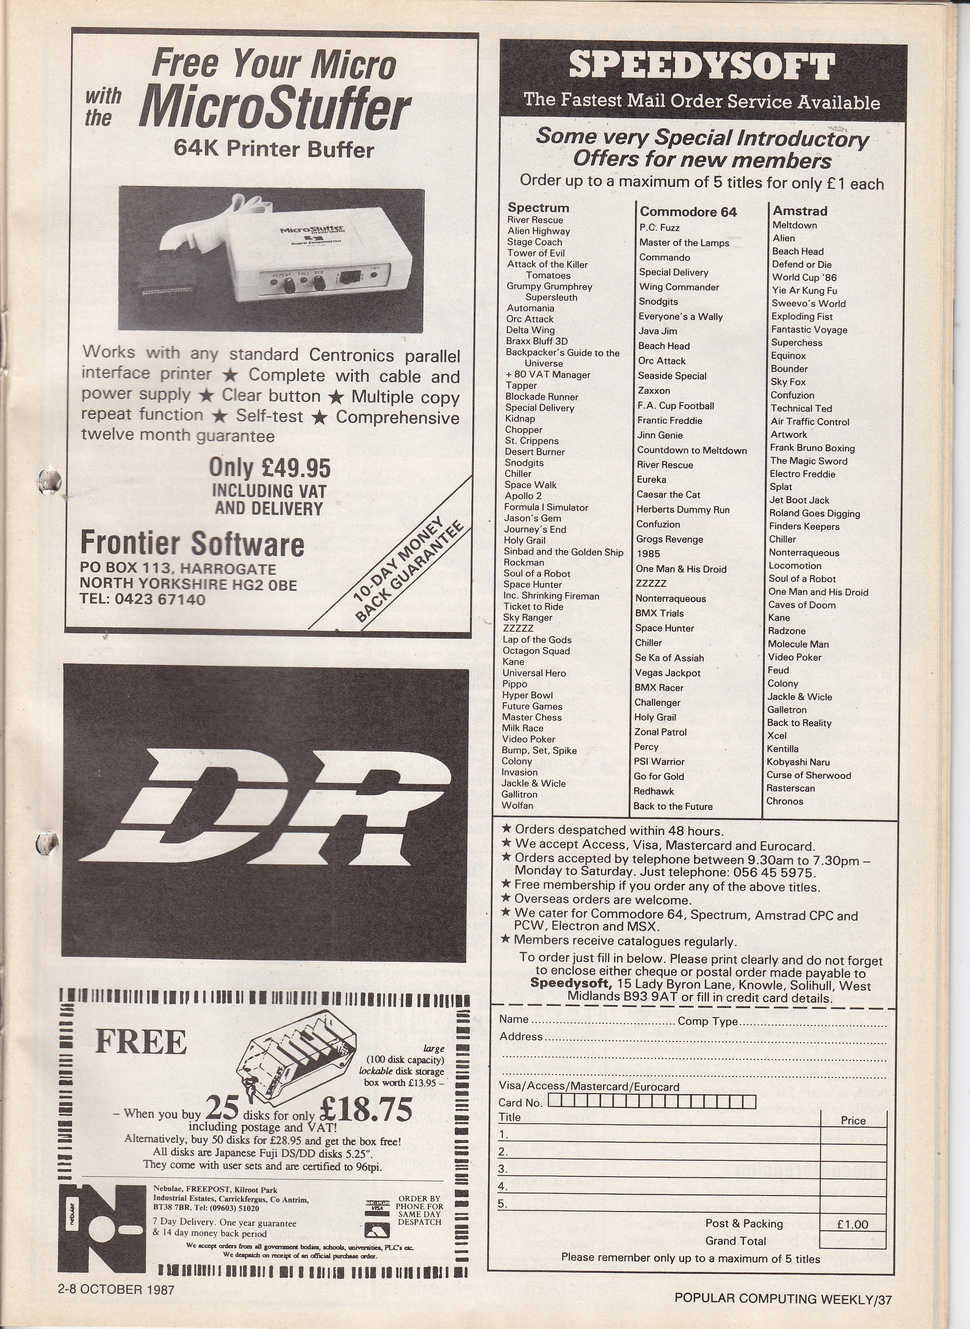 Free Your Micro
with the MicroStuffer
64K Printer Buffer
MicroStuffer
Works with any standard Centronics parallel
interface printer ★ Complete with cable and
power supply ★ Clear button ★ Multiple copy
repeat function ★ Self-test ★ Comprehensive
twelve month guarantee
Only £49.95
INCLUDING VAT
AND DELIVERY
Frontier Software
PO BOX 113, HARROGATE
NORTH YORKSHIRE HG2 0BE
TEL: 0423 67140
10-DAY MONEY
BACK GUARANTEE
DR
FREE
large
(100 disk capacity)
lockable disk storage
box worth £13.95 –
– When you buy 25 disks for only £18.75
including postage and VAT!
Alternatively, buy 50 disks for £28.95 and get the box free!
All disks are Japanese Fuji DS/DD disks 5.25".
They come with user sets and are certified to 96tpi.
Nebulae, FREEPOST, Kilroot Park
Industrial Estates, Carrickfergus, Co Antrim,
BT38 7BR. Tel: (09603) 51020
7 Day Delivery. One year guarantee
& 14 day money back period
VISA
ORDER BY
PHONE FOR
SAME DAY
DESPATCH
We accept orders from all government bodies, schools, universities, PLC's etc.
We despatch on receipt of an official purchase order.
SPEEDYSOFT
The Fastest Mail Order Service Available
Some very Special Introductory
Offers for new members
Order up to a maximum of 5 titles for only £1 each
Spectrum
River Rescue
Alien Highway
Stage Coach
Tower of Evil
Attack of the Killer
Tomatoes
Grumpy Grumphrey
Supersleuth
Automania
Orc Attack
Delta Wing
Braxx Bluff 3D
Backpacker's Guide to the
Universe
+ 80 VAT Manager
Tapper
Blockade Runner
Special Delivery
Kidnap
Chopper
St. Crippens
Desert Burner
Snodgits
Chiller
Space Walk
Apollo 2
Formula I Simulator
Jason's Gem
Journey's End
Holy Grail
Sinbad and the Golden Ship
Rockman
Soul of a Robot
Space Hunter
Inc. Shrinking Fireman
Ticket to Ride
Sky Ranger
ZZZZZ
Lap of the Gods
Octagon Squad
Kane
Universal Hero
Pippo
Hyper Bowl
Future Games
Master Chess
Milk Race
Video Poker
Bump, Set, Spike
Colony
Invasion
Jackle & Wicle
Gallitron
Wolfan
Commodore 64
P.C. Fuzz
Master of the Lamps
Commando
Special Delivery
Wing Commander
Snodgits
Everyone's a Wally
Java Jim
Beach Head
Orc Attack
Seaside Special
Zaxxon
F.A. Cup Football
Frantic Freddie
Jinn Genie
Countdown to Meltdown
River Rescue
Eureka
Caesar the Cat
Herberts Dummy Run
Confuzion
Grogs Revenge
1985
One Man & His Droid
ZZZZZ
Nonterraqueous
BMX Trials
Space Hunter
Chiller
Se Ka of Assiah
Vegas Jackpot
BMX Racer
Challenger
Holy Grail
Zonal Patrol
Percy
PSI Warrior
Go for Gold
Redhawk
Back to the Future
Amstrad
Meltdown
Alien
Beach Head
Defend or Die
World Cup '86
Yie Ar Kung Fu
Sweevo's World
Exploding Fist
Fantastic Voyage
Superchess
Equinox
Bounder
Sky Fox
Confuzion
Technical Ted
Air Traffic Control
Artwork
Frank Bruno Boxing
The Magic Sword
Electro Freddie
Splat
Jet Boot Jack
Roland Goes Digging
Finders Keepers
Chiller
Nonterraqueous
Locomotion
Soul of a Robot
One Man and His Droid
Caves of Doom
Kane
Radzone
Molecule Man
Video Poker
Feud
Colony
Jackle & Wicle
Galletron
Back to Reality
Xcel
Kentilla
Kobyashi Naru
Curse of Sherwood
Rasterscan
Chronos
★ Orders despatched within 48 hours.
★ We accept Access, Visa, Mastercard and Eurocard.
★ Orders accepted by telephone between 9.30am to 7.30pm –
Monday to Saturday. Just telephone: 056 45 5975.
★ Free membership if you order any of the above titles.
★ Overseas orders are welcome.
★ We cater for Commodore 64, Spectrum, Amstrad CPC and
PCW, Electron and MSX.
★ Members receive catalogues regularly.
To order just fill in below. Please print clearly and do not forget
to enclose either cheque or postal order made payable to
Speedysoft, 15 Lady Byron Lane, Knowle, Solihull, West
Midlands B93 9AT or fill in credit card details.
Name Comp Type
Address
Visa/Access/Mastercard/Eurocard
Card No.
Title Price
1.
2.
3.
4.
5.
Post & Packing £1.00
Grand Total
Please remember only up to a maximum of 5 titles
2-8 OCTOBER 1987
POPULAR COMPUTING WEEKLY/37